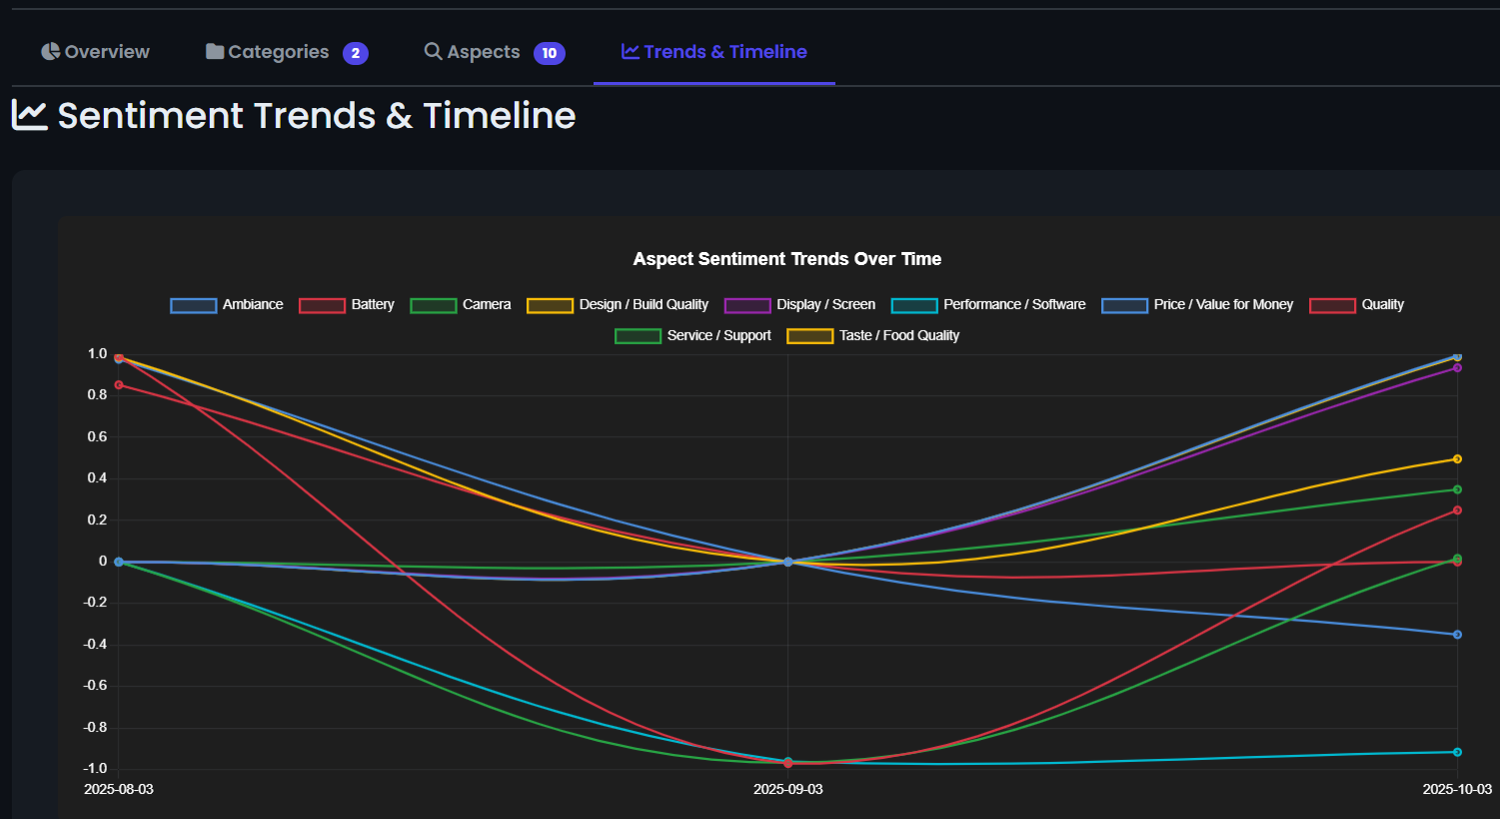 Overview Categories 2 Aspects 10 Trends & Timeline
Sentiment Trends & Timeline
Aspect Sentiment Trends Over Time
Ambiance Battery Camera Design / Build Quality Display / Screen Performance / Software Price / Value for Money Quality
Service / Support Taste / Food Quality
1.0
0.8
0.6
0.4
0.2
0
-0.2
-0.4
-0.6
-0.8
-1.0
2025-08-03 2025-09-03 2025-10-03